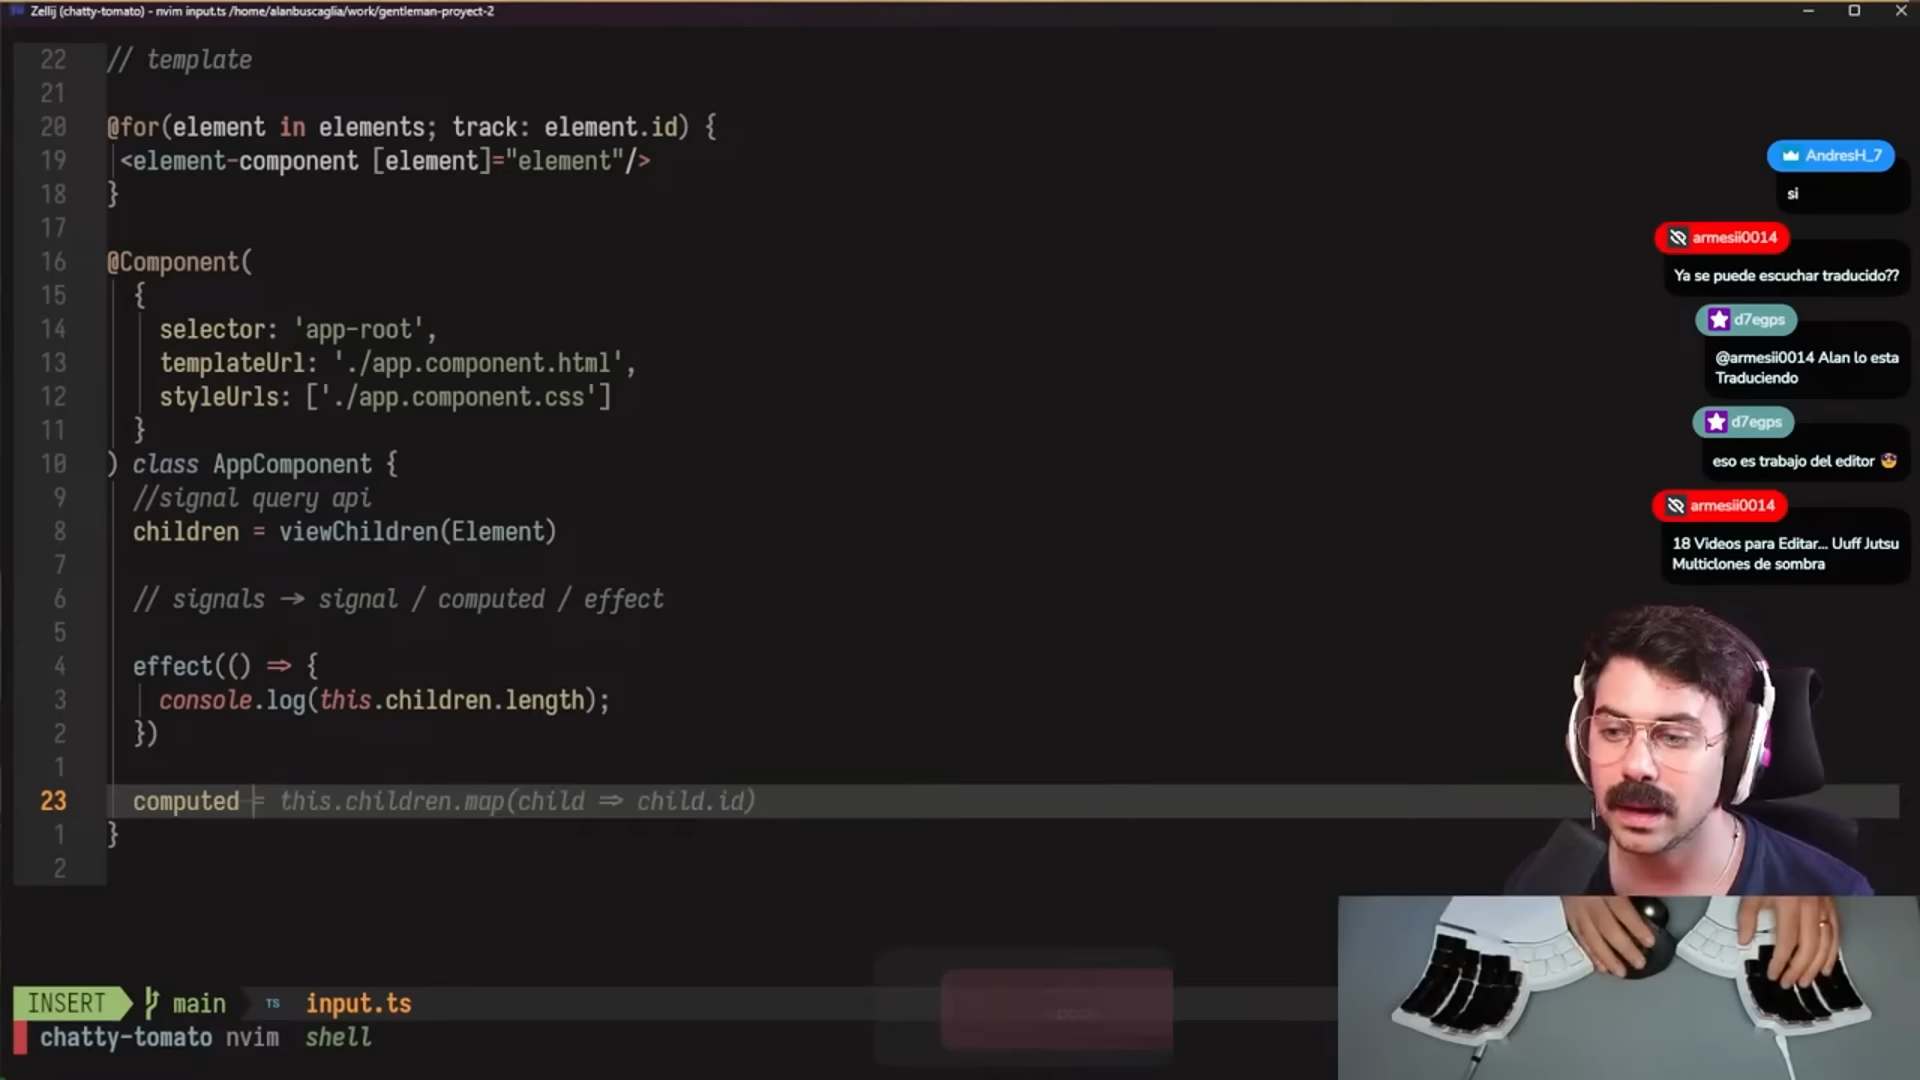 Zellij (chatty-tomato) - nvim input.ts /home/alanbuscaglia/work/gentleman-proyect-2
22 // template
21
20 @for(element in elements; track: element.id) {
19 <element-component [element]="element"/>
18 }
17
16 @Component(
15 {
14 selector: 'app-root',
13 templateUrl: './app.component.html',
12 styleUrls: ['./app.component.css']
11 }
10 ) class AppComponent {
9 //signal query api
8 children = viewChildren(Element)
7
6 // signals → signal / computed / effect
5
4 effect(() ⇒ {
3 console.log(this.children.length);
2 })
1
23 computed = this.children.map(child ⇒ child.id)
1 }
2
INSERT main TS input.ts
chatty-tomato nvim shell
AndresH_7
si
armesii0014
Ya se puede escuchar traducido??
d7egps
@armesii0014 Alan lo esta
Traduciendo
d7egps
eso es trabajo del editor 😎
armesii0014
18 Videos para Editar... Uuff Jutsu
Multiclones de sombra